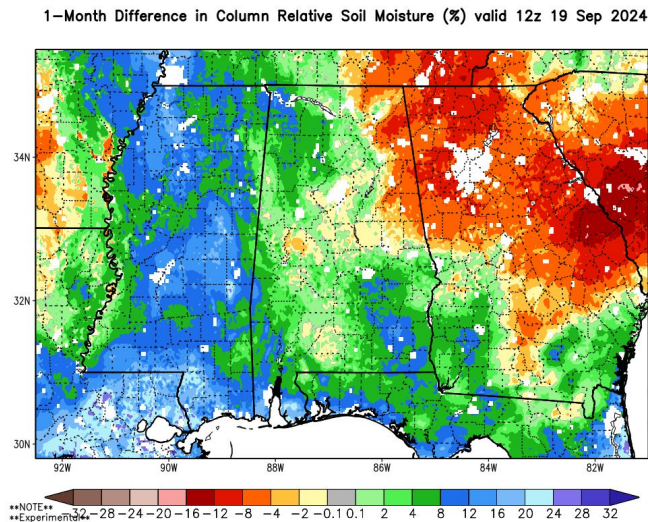 1-Month Difference in Column Relative Soil Moisture (%) valid 12z 19 Sep 2024
34N
33N
32N
31N
30N
92W 90W 88W 86W 84W 82W
-32 -28 -24 -20 -16 -12 -8 -4 -2 -0.1 0.1 2 4 8 12 16 20 24 28 32
**NOTE**
**Experimental**